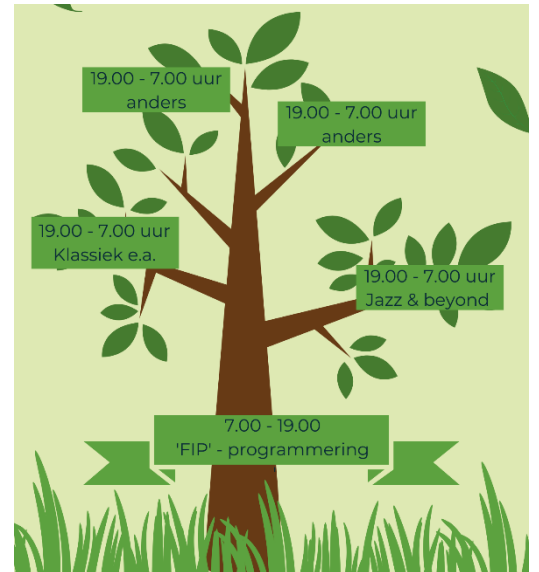 19.00 - 7.00 uur
anders
19.00 - 7.00 uur
anders
19.00 - 7.00 uur
Klassiek e.a.
19.00 - 7.00 uur
Jazz & beyond
7.00 - 19.00
'FIP' - programmering